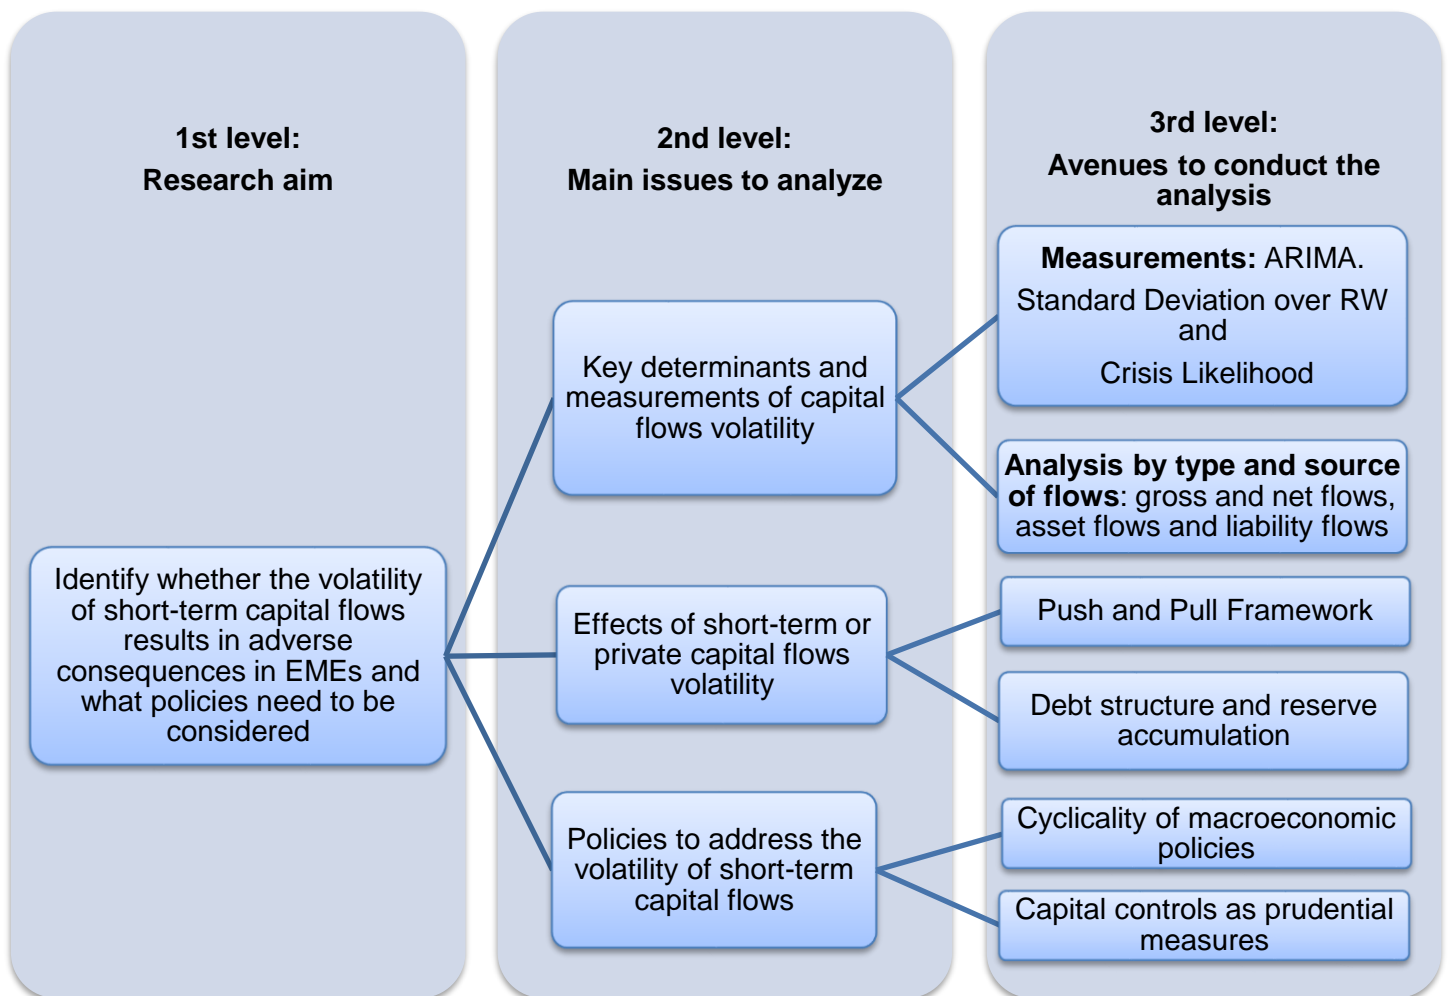 1st level:
Research aim
Identify whether the volatility
of short-term capital flows
results in adverse
consequences in EMEs and
what policies need to be
considered
2nd level:
Main issues to analyze
Key determinants and
measurements of capital
flows volatility
Effects of short-term or
private capital flows
volatility
Policies to address the
volatility of short-term
capital flows
3rd level:
Avenues to conduct the
analysis
Measurements: ARIMA.
Standard Deviation over RW
and
Crisis Likelihood
Analysis by type and source
of flows: gross and net flows,
asset flows and liability flows
Push and Pull Framework
Debt structure and reserve
accumulation
Cyclicality of macroeconomic
policies
Capital controls as prudential
measures